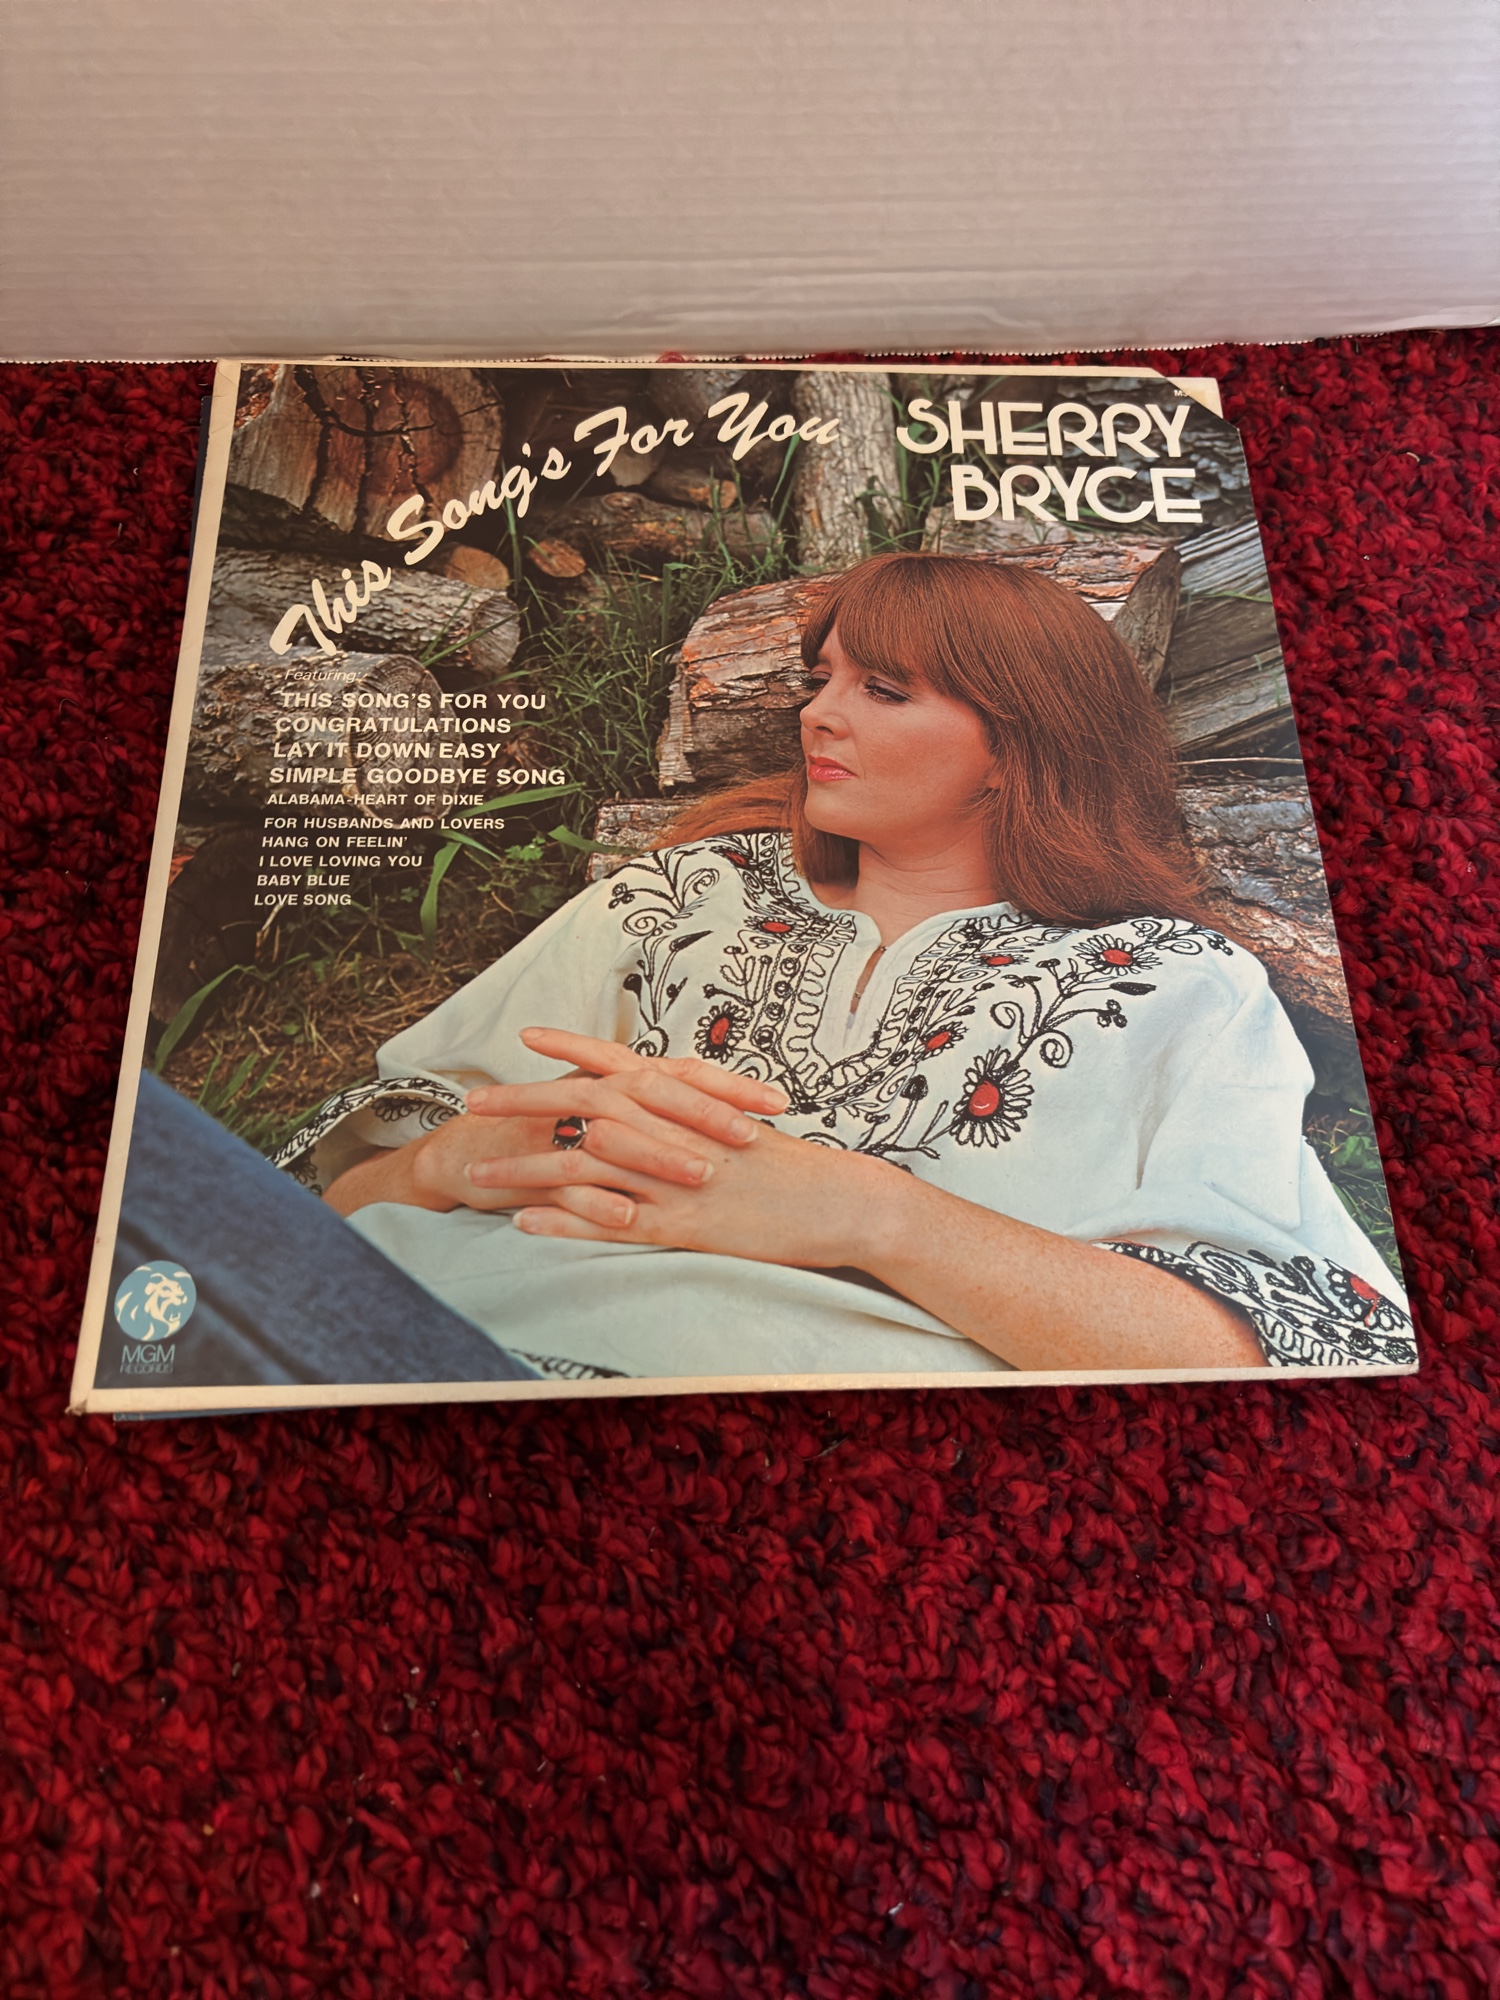 This Song's For You
SHERRY
BRYCE
Featuring:
THIS SONG'S FOR YOU
CONGRATULATIONS
LAY IT DOWN EASY
SIMPLE GOODBYE SONG
ALABAMA-HEART OF DIXIE
FOR HUSBANDS AND LOVERS
HANG ON FEELIN'
I LOVE LOVING YOU
BABY BLUE
LOVE SONG
MGM
RECORDS